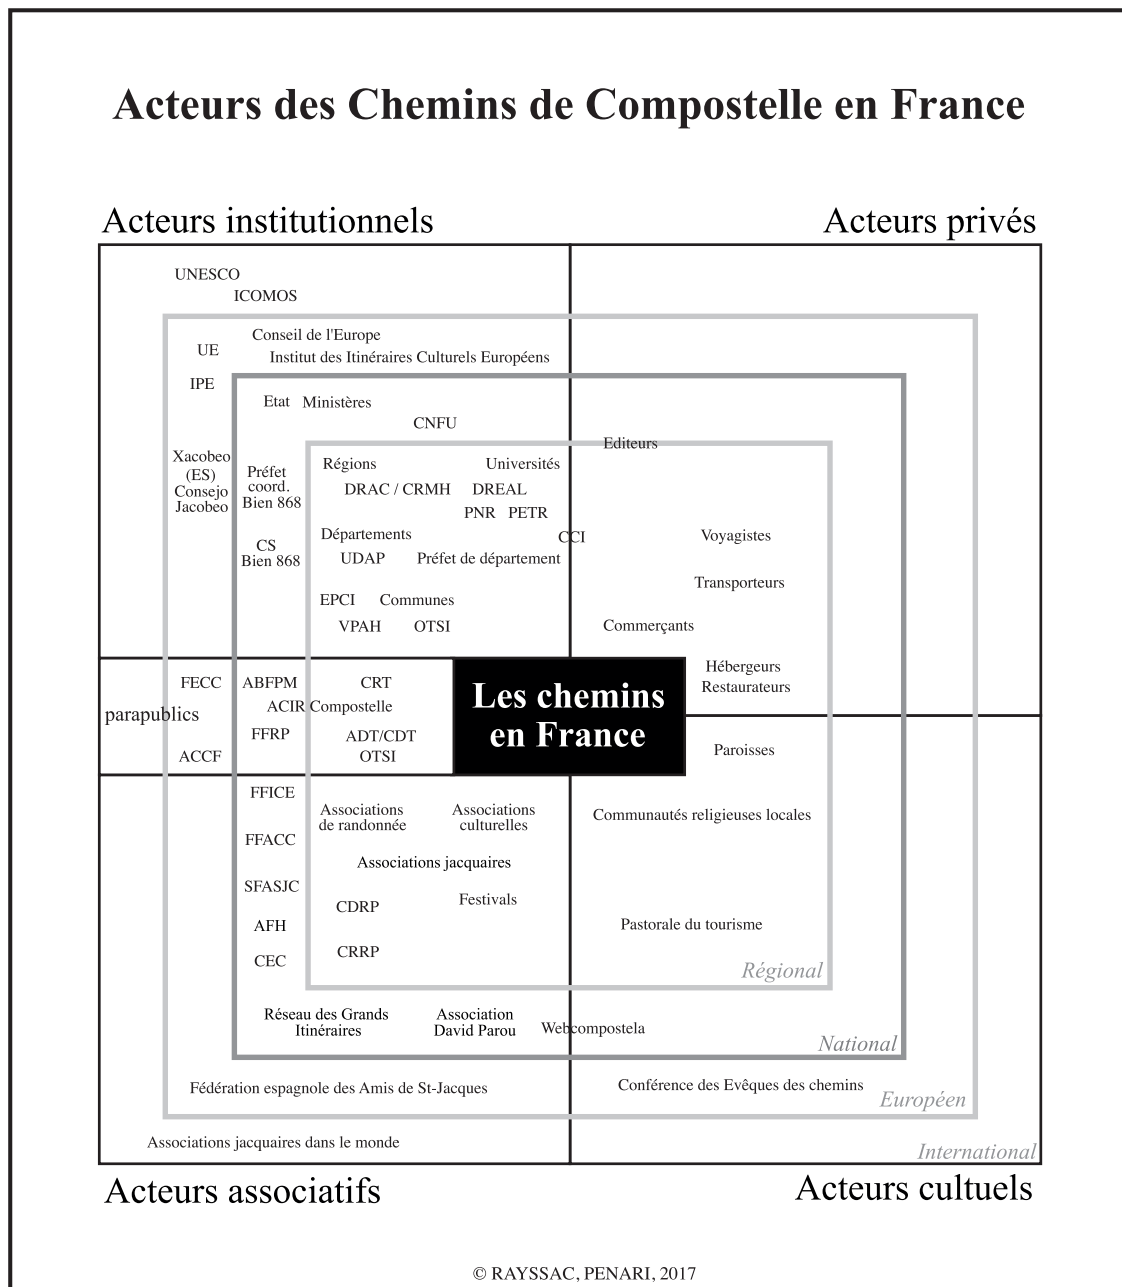 Acteurs des Chemins de Compostelle en France
Acteurs institutionnels
Acteurs privés
UNESCO
ICOMOS
Conseil de l'Europe
UE
Institut des Itinéraires Culturels Européens
IPE
Etat Ministères
CNFU
Editeurs
Xacobeo
(ES)
Consejo
Jacobeo
Préfet
coord.
Bien 868
CS
Bien 868
Régions
Universités
DRAC / CRMH
DREAL
PNR PETR
Départements
CCI
UDAP
Préfet de département
EPCI
Communes
VPAH
OTSI
Voyagistes
Transporteurs
Commerçants
Hébergeurs
Restaurateurs
parapublics
FECC
ABFPM
CRT
ACIR Compostelle
FFRP
ADT/CDT
OTSI
ACCF
Les chemins
en France
Paroisses
FFICE
FFACC
SFASJC
AFH
CEC
Associations
de randonnée
Associations
culturelles
Associations jacquaires
CDRP
Festivals
CRRP
Communautés religieuses locales
Pastorale du tourisme
Régional
Réseau des Grands
Itinéraires
Association
David Parou
Webcompostela
National
Fédération espagnole des Amis de St-Jacques
Conférence des Evêques des chemins
Européen
Associations jacquaires dans le monde
International
Acteurs associatifs
Acteurs cultuels
© RAYSSAC, PENARI, 2017